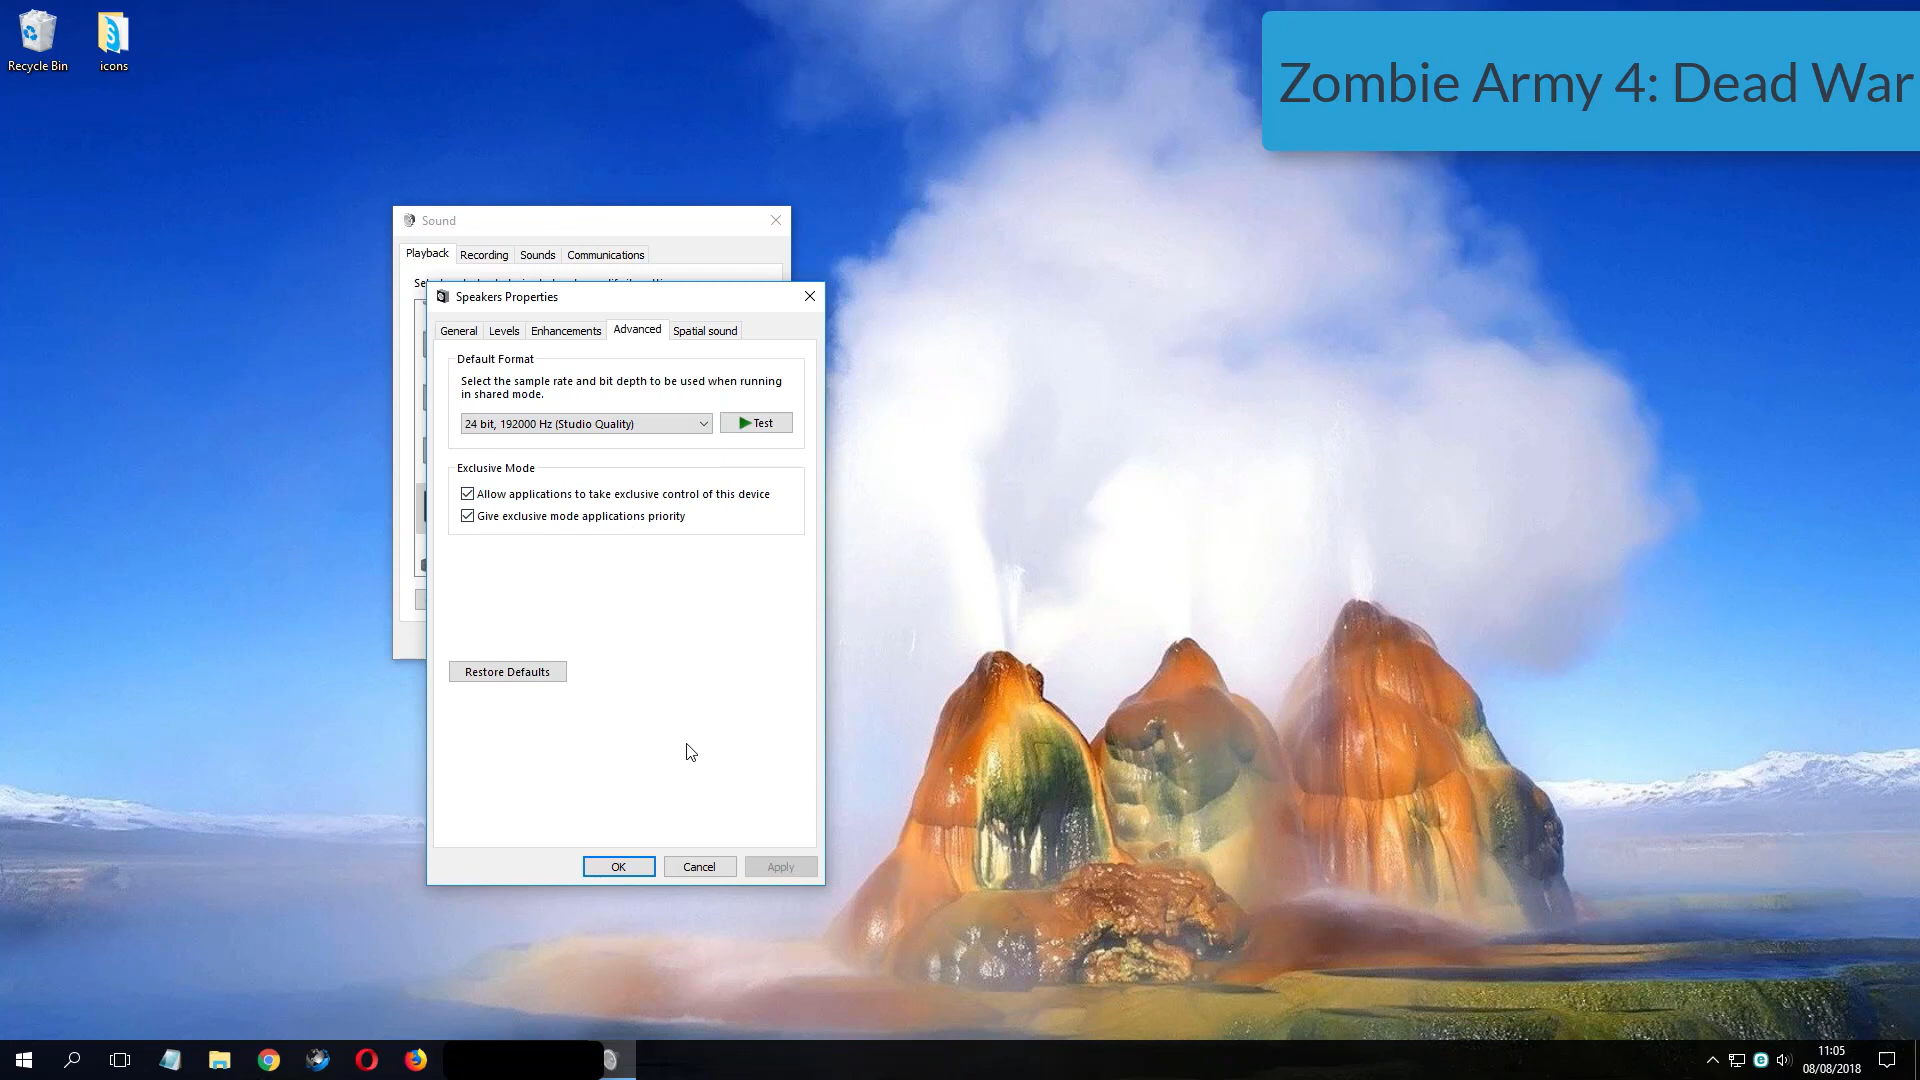 Recycle Bin
icons
Zombie Army 4: Dead War
Sound
Playback
Recording
Sounds
Communications
Speakers Properties
General
Levels
Enhancements
Advanced
Spatial sound
Default Format
Select the sample rate and bit depth to be used when running
in shared mode.
24 bit, 192000 Hz (Studio Quality)
Test
Exclusive Mode
Allow applications to take exclusive control of this device
Give exclusive mode applications priority
Restore Defaults
OK
Cancel
Apply
11:05
08/08/2018